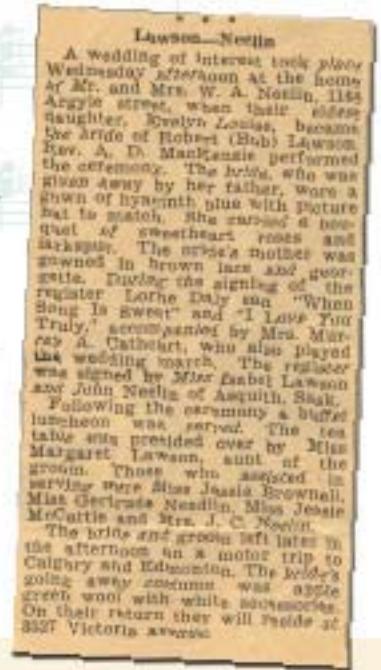 * * *
Lawson—Neelin
A wedding of interest took place
Wednesday afternoon at the home
of Mr. and Mrs. W. A. Neelin, 1168
Argyle street, when their eldest
daughter, Evelyn Louise, became
the bride of Robert (Bub) Lawson
Rev. A. D. MacKenzie performed
the ceremony. The bride, who was
given away by her father, wore a
gown of hyacinth blue with picture
hat to match. She carried a bou-
quet of sweetheart roses and
larkspur. The bride's mother was
gowned in brown lace and geor-
gette. During the signing of the
register Lorne Daly "When
Song Is Sweet" and "I Love You
Truly," accompanied by Mrs. Mur-
ray A. Cathcart, who also played
the wedding march. The register
was signed by Miss Isabel Lawson
and John Neelin of Asquith, Sask.
Following the ceremony a buffet
luncheon was served. The tea
table was presided over by Miss
Margaret Lawson, aunt of the
groom. Those who assisted in
serving were Miss Jessie Brownell,
Miss Gertrude Miss Jessie
and Mrs. J. C. Neelin.
The bride and groom left later in
the afternoon on a motor trip to
Calgary and Edmonton. The bride's
going away costume was apple
green wool with white accessories.
On their return they will reside at
3527 Victoria avenue